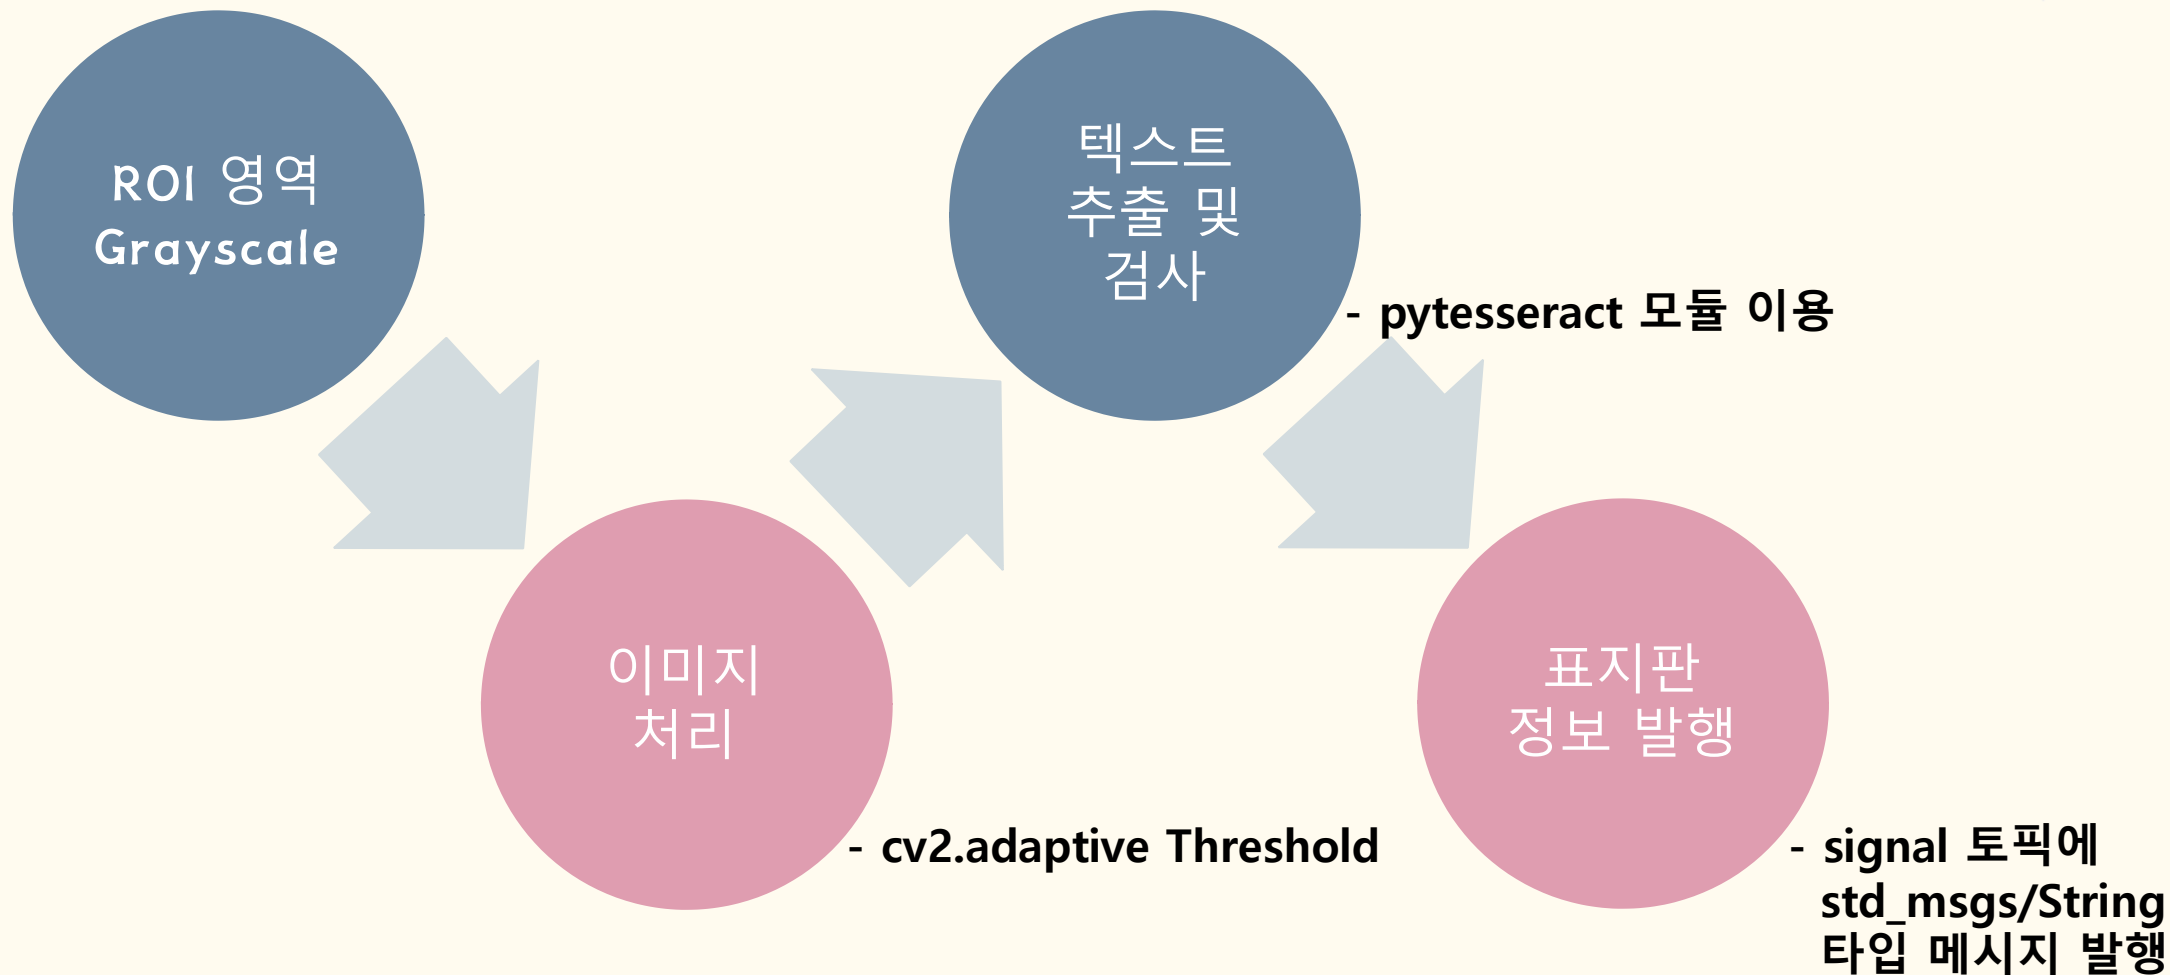 ROI 영역
Grayscale
이미지
처리
- cv2.adaptive Threshold
텍스트
추출 및
검사
- pytesseract 모듈 이용
표지판
정보 발행
- signal 토픽에
std_msgs/String
타입 메시지 발행